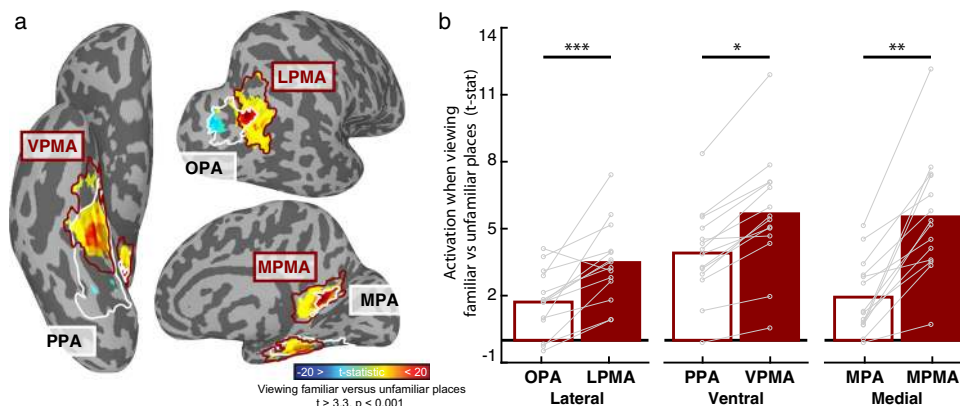 a
LPMA
VPMA
OPA
MPMA
MPA
PPA
-20 > t-statistic < 20
Viewing familiar versus unfamiliar places
t > 3.3, p < 0.001
b
Activation when viewing
familiar vs unfamiliar places (t-stat)
14
11
8
5
2
-1
***
*
**
OPA LPMA PPA VPMA MPA MPMA
Lateral Ventral Medial